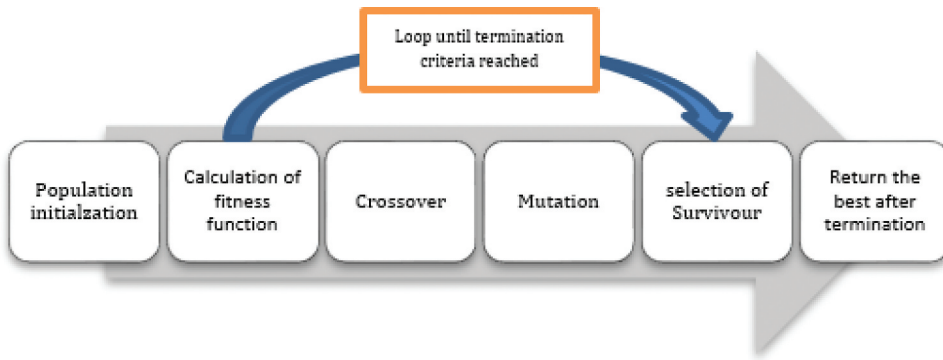 Loop until termination
criteria reached
Population
initialzation
Calculation of
fitness
function
Crossover
Mutation
selection of
Survivour
Return the
best after
termination